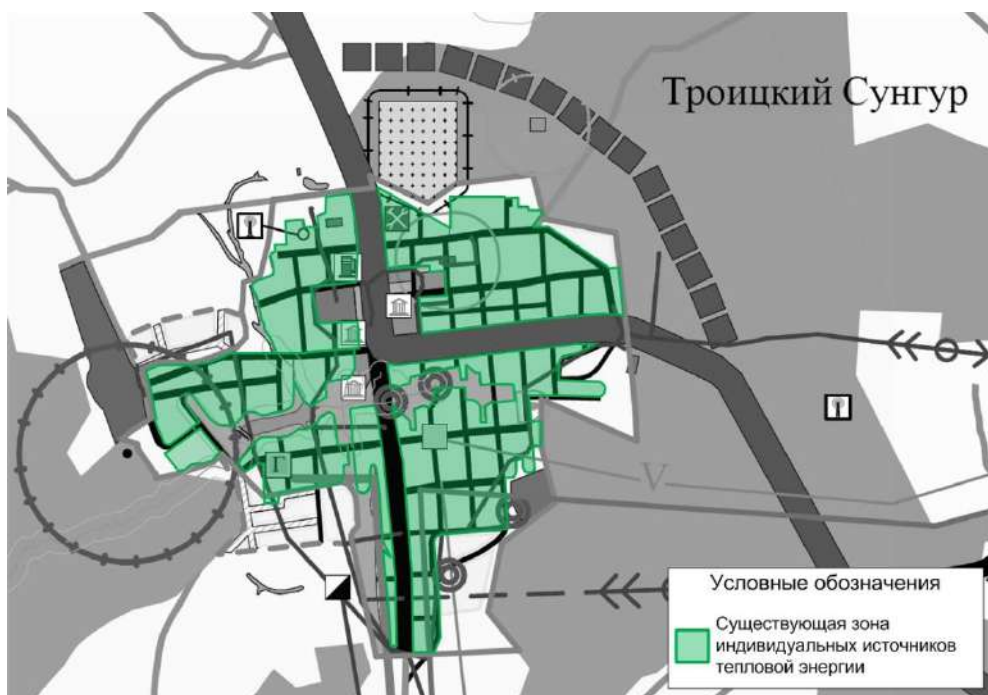 Троицкий Сунгур
V
Условные обозначения
Существующая зона
индивидуальных источников
тепловой энергии